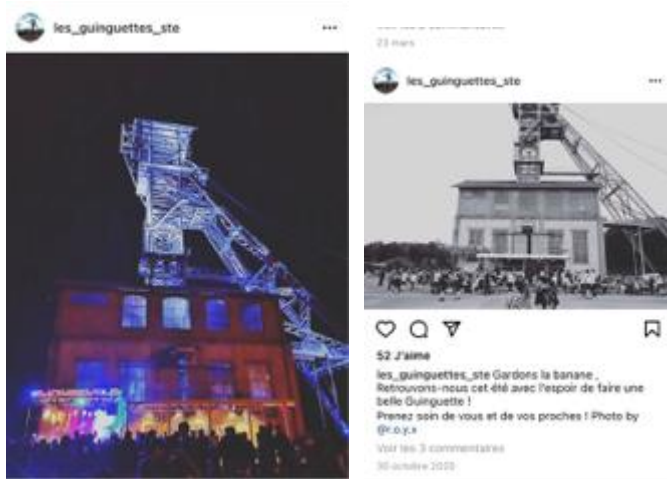 les_guinguettes_ste
23 mars
les_guinguettes_ste
52 J'aime
les_guinguettes_ste Gardons la banane ,
Retrouvons-nous cet été avec l'espoir de faire une
belle Guinguette !
Prenez soin de vous et de vos proches ! Photo by
@r.o.y.x
Voir les 3 commentaires
30 octobre 2020